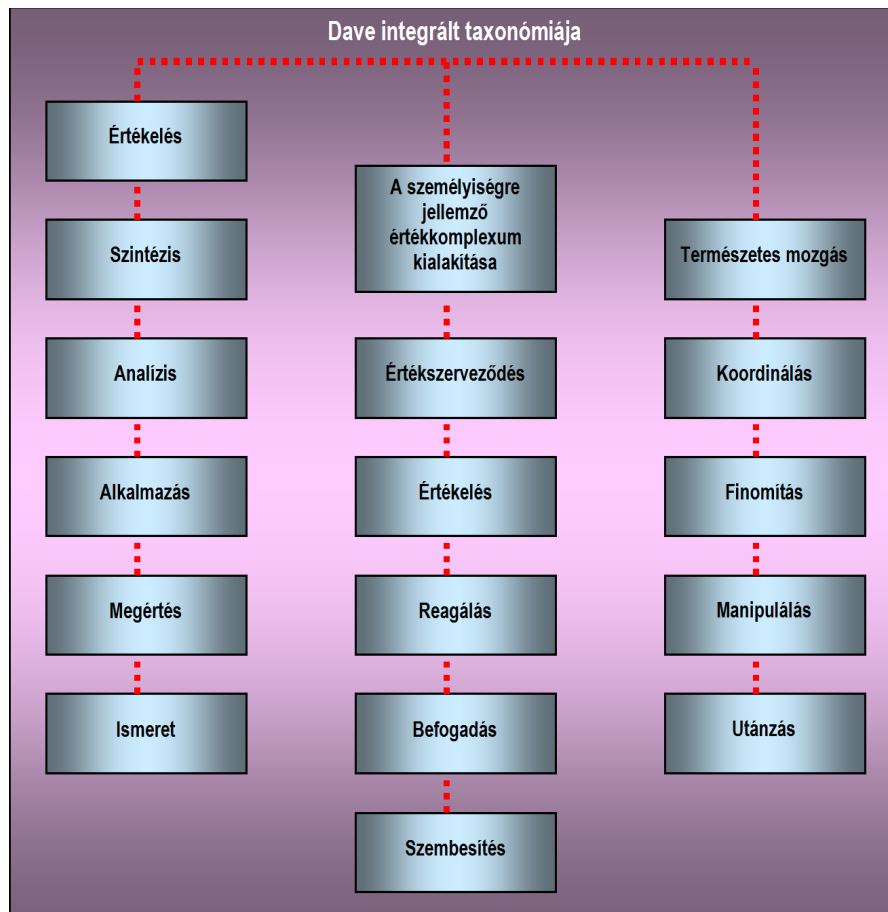 Dave integrált taxonómiája
Értékelés
Szintézis
Analízis
Alkalmazás
Megértés
Ismeret
A személyiségre
jellemző
értékkomplexum
kialakítása
Értékszerveződés
Értékelés
Reagálás
Befogadás
Szembesítés
Természetes mozgás
Koordinálás
Finomítás
Manipulálás
Utánzás